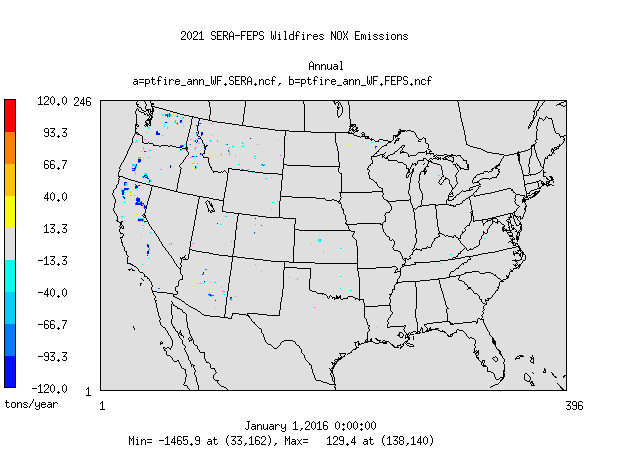 2021 SERA-FEPS Wildfires NOX Emissions
Annual
a=ptfire_ann_WF.SERA.ncf, b=ptfire_ann_WF.FEPS.ncf
120.0
93.3
66.7
40.0
13.3
-13.3
-40.0
-66.7
-93.3
-120.0
tons/year
246
1
1
396
January 1,2016 0:00:00
Min= -1465.9 at (33,162), Max= 129.4 at (138,140)